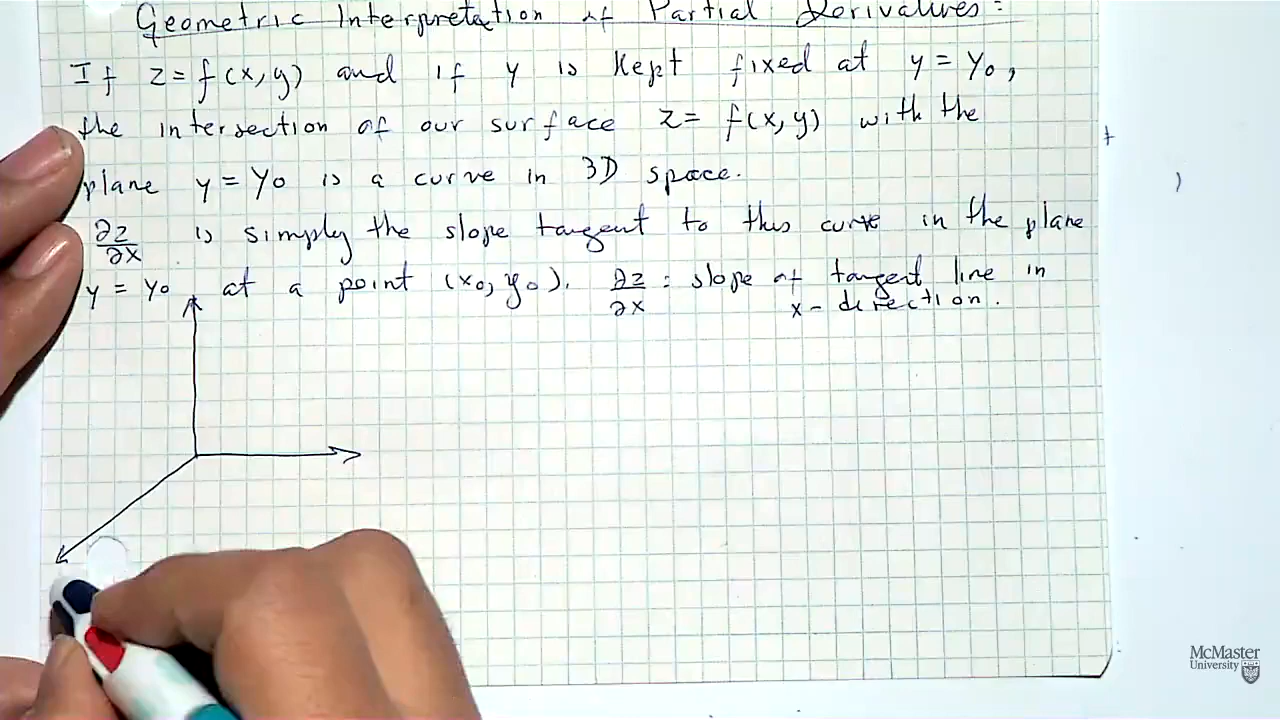 Geometric Interpretation of Partial Derivatives:
If z = f(x,y) and if y is kept fixed at y = y₀,
the intersection of our surface z = f(x,y) with the
plane y = y₀ is a curve in 3D space.
∂z/∂x is simply the slope tangent to this curve in the plane
y = y₀ at a point (x₀, y₀). ∂z/∂x : slope of tangent line in
x-direction.
McMaster
University